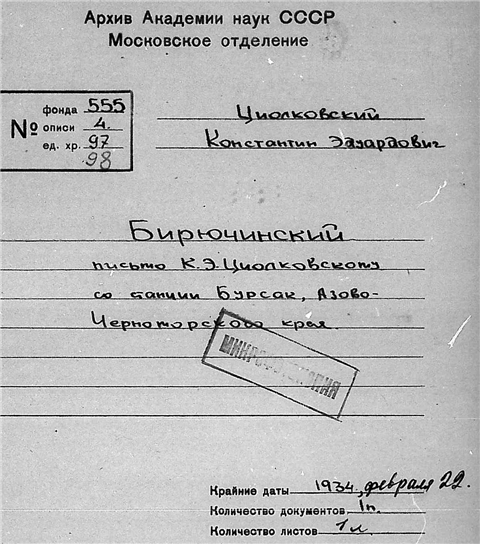 Архив Академии наук СССР
Московское отделение
№
фонда 555
описи 4.
ед. хр. 97
98
Циолковский
Константин Эдуардович
Бирючинский
письмо К.Э.Циолковскому
со станции Бурсак, Азово-
Черноморского края.
МИКРОФОТОКОПИЯ
Крайние даты 1934, февраля 22.
Количество документов 1п.
Количество листов 1л.